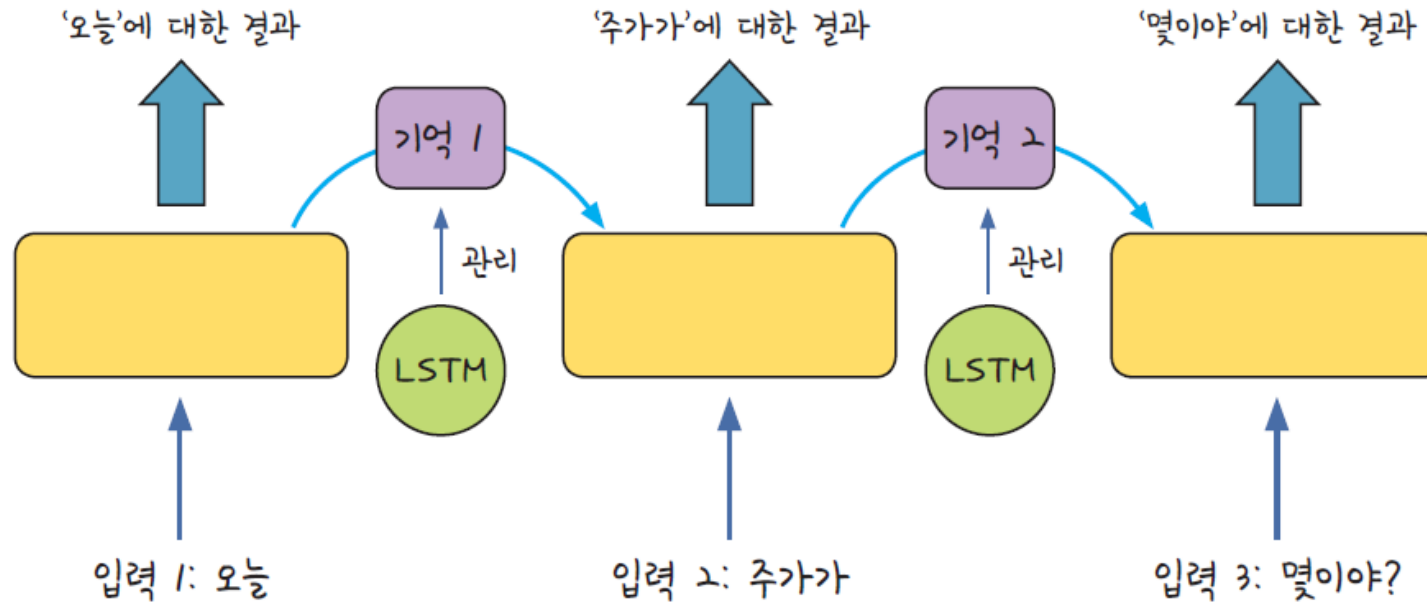 '오늘'에 대한 결과
'주가가'에 대한 결과
'몇이야'에 대한 결과
기억 1
기억 2
관리
관리
LSTM
LSTM
입력 1: 오늘
입력 2: 주가가
입력 3: 몇이야?